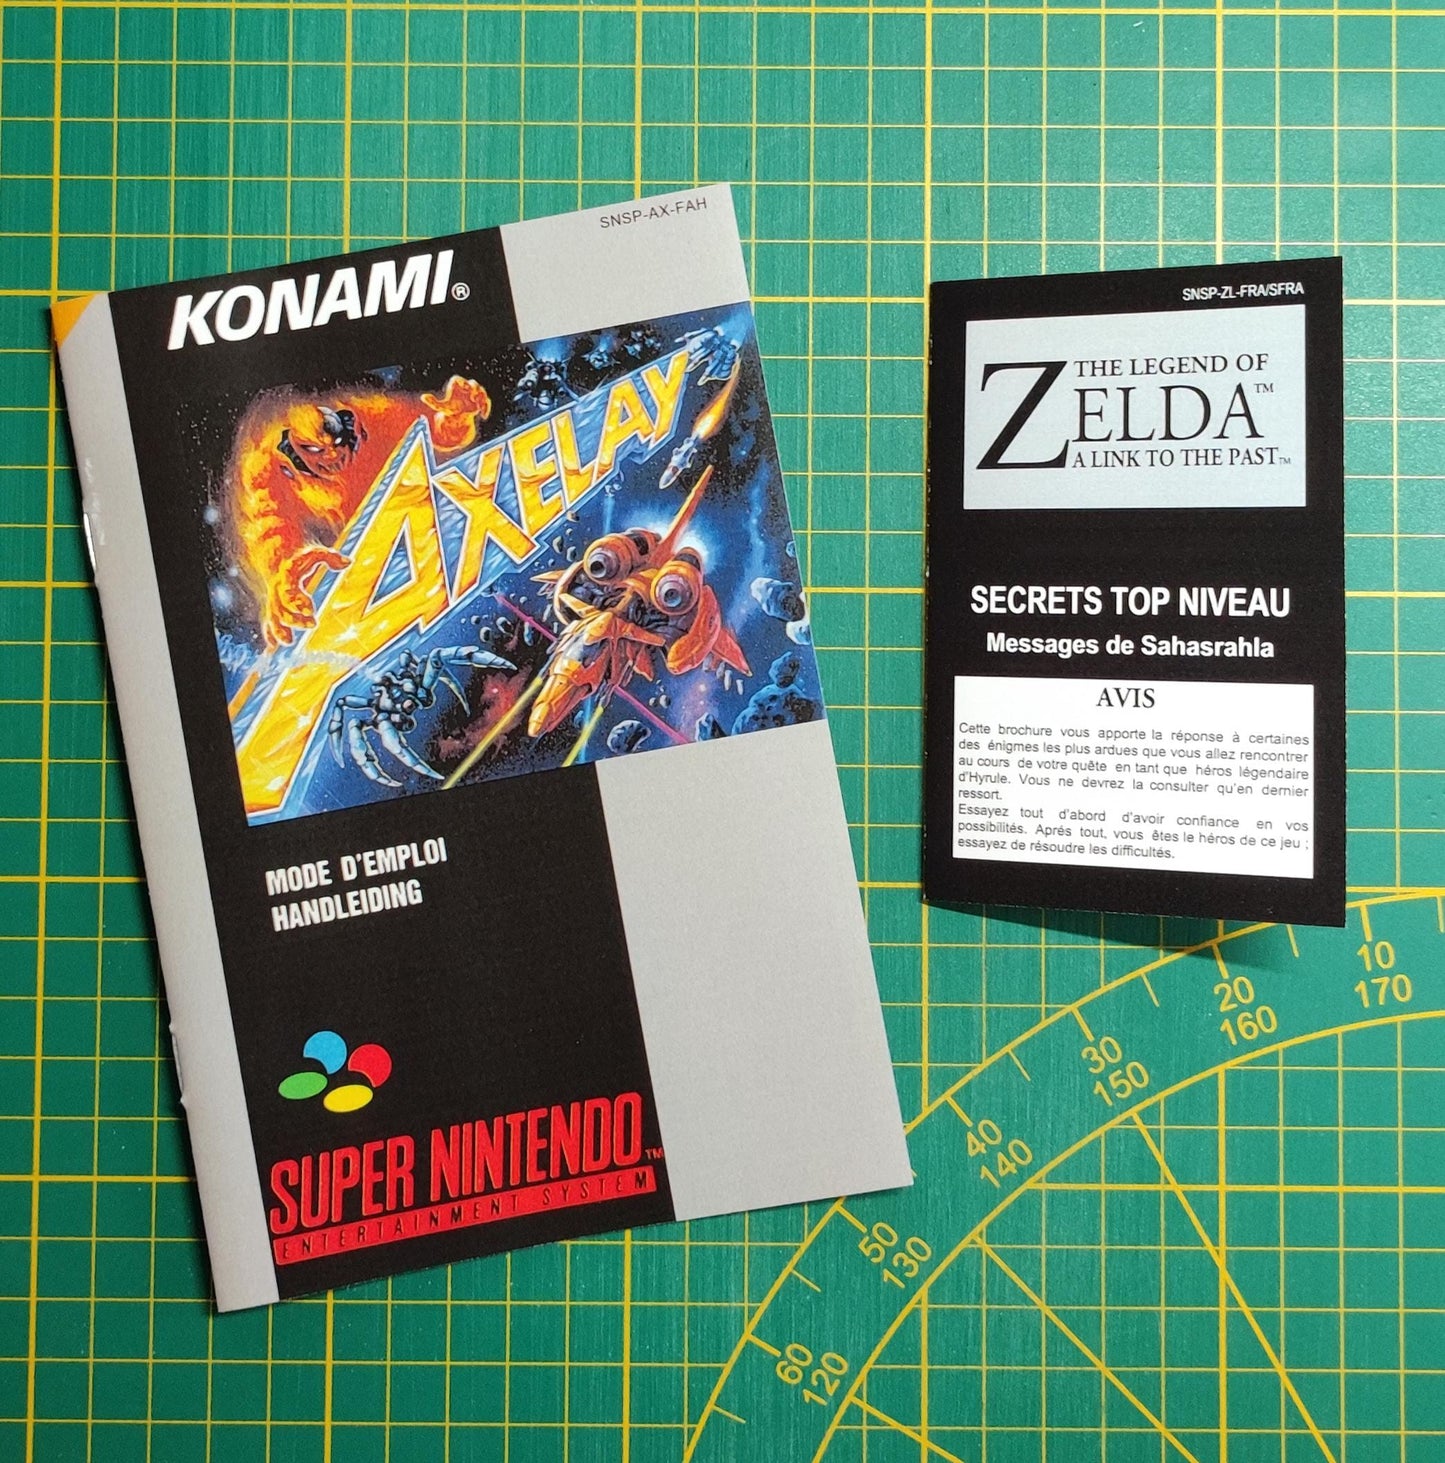 SNSP-AX-FAH
KONAMI®
AXELAY
MODE D'EMPLOI
HANDLEIDING
SUPER NINTENDO™
ENTERTAINMENT SYSTEM
SNSP-ZL-FRA/SFRA
THE LEGEND OF
ZELDA™
A LINK TO THE PAST™
SECRETS TOP NIVEAU
Messages de Sahasrahla
AVIS
Cette brochure vous apporte la réponse à certaines
des énigmes les plus ardues que vous allez rencontrer
au cours de votre quête en tant que héros légendaire
d'Hyrule. Vous ne devrez la consulter qu'en dernier
ressort.
Essayez tout d'abord d'avoir confiance en vos
possibilités. Aprés tout, vous êtes le héros de ce jeu ;
essayez de résoudre les difficultés.
10
170
20
160
30
150
40
140
50
130
60
120